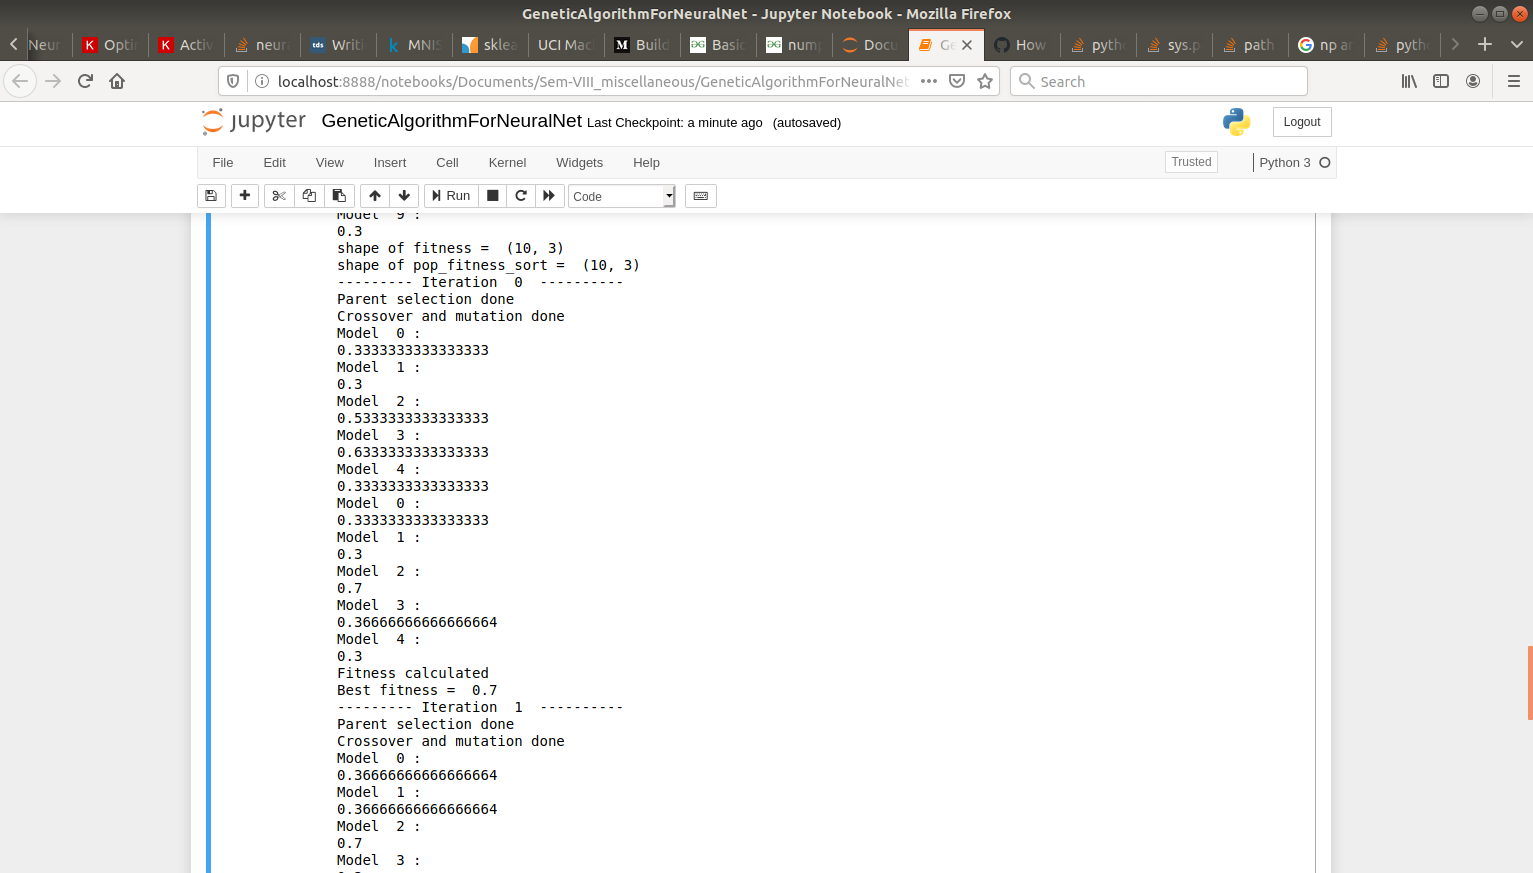 GeneticAlgorithmForNeuralNet - Jupyter Notebook - Mozilla Firefox
Neur Opti Activ neur Writi MNIS sklea UCI Mac Build Basic nump Docu Ge How pyth sys.p path np ar pyth
localhost:8888/notebooks/Documents/Sem-VIII_miscellaneous/GeneticAlgorithmForNeuralNet Search
jupyter GeneticAlgorithmForNeuralNet Last Checkpoint: a minute ago (autosaved) Logout
File Edit View Insert Cell Kernel Widgets Help Trusted Python 3
Run Code
Model 9 :
0.3
shape of fitness = (10, 3)
shape of pop_fitness_sort = (10, 3)
--------- Iteration 0 ----------
Parent selection done
Crossover and mutation done
Model 0 :
0.3333333333333333
Model 1 :
0.3
Model 2 :
0.5333333333333333
Model 3 :
0.6333333333333333
Model 4 :
0.3333333333333333
Model 0 :
0.3333333333333333
Model 1 :
0.3
Model 2 :
0.7
Model 3 :
0.36666666666666664
Model 4 :
0.3
Fitness calculated
Best fitness = 0.7
--------- Iteration 1 ----------
Parent selection done
Crossover and mutation done
Model 0 :
0.36666666666666664
Model 1 :
0.36666666666666664
Model 2 :
0.7
Model 3 :